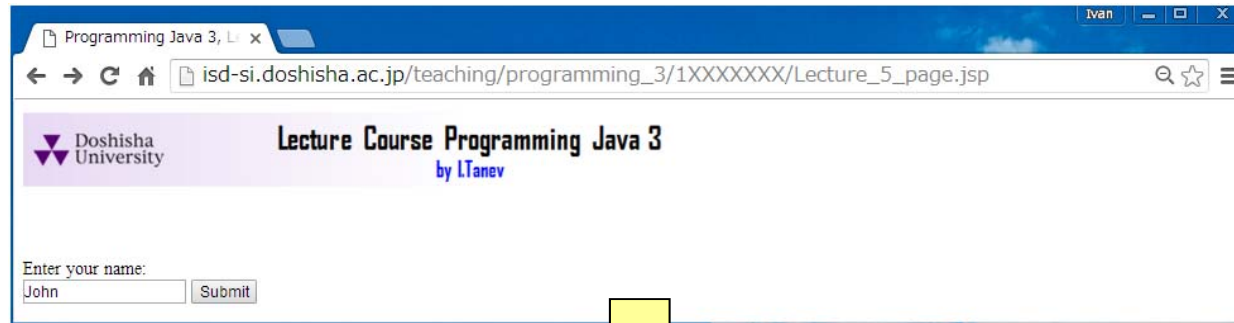 Ivan
Programming Java 3, Le
isd-si.doshisha.ac.jp/teaching/programming_3/1XXXXXXX/Lecture_5_page.jsp
Doshisha
University
Lecture Course Programming Java 3
by I.Tanev
Enter your name:
John
Submit